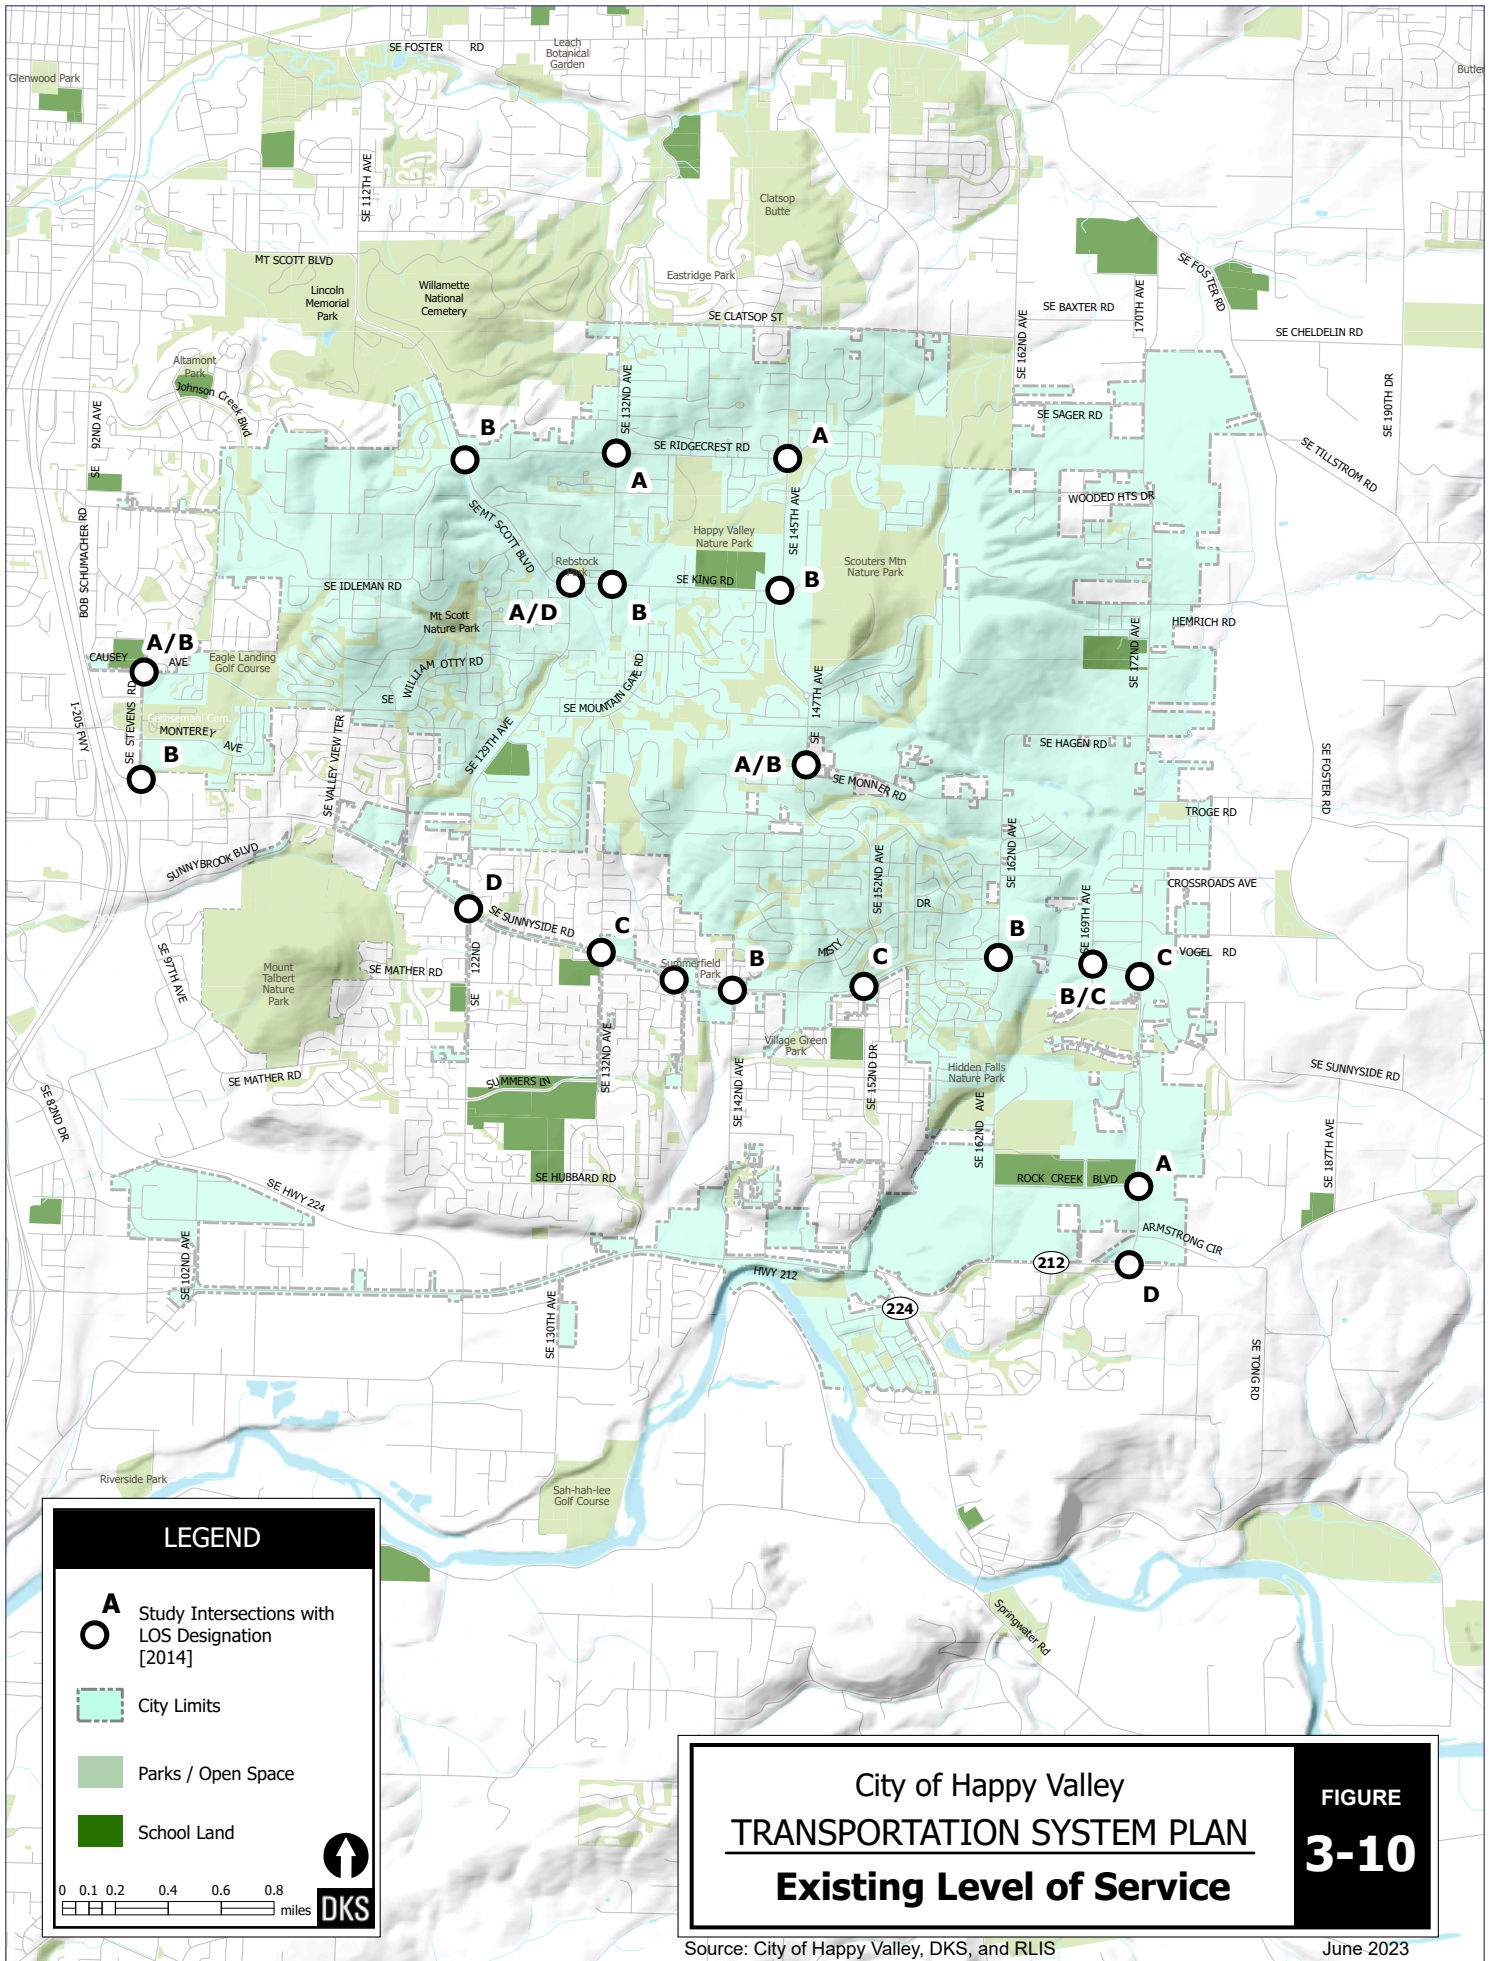 SE FOSTER RD
Leach
Botanical
Garden
Glenwood Park
Butler
SE 112TH AVE
Clatsop
Butte
MT SCOTT BLVD
Lincoln
Memorial
Park
Willamette
National
Cemetery
Eastridge Park
SE CLATSOP ST
SE FOSTER RD
170TH AVE
SE BAXTER RD
SE 162ND AVE
SE CHELDELIN RD
Altamont
Park
Johnson Creek Blvd
SE 92ND AVE
SE 132ND AVE
SE 190TH DR
SE SAGER RD
B
A
SE RIDGECREST RD
A
SE TILLSTROM RD
WOODED HTS DR
BOB SCHUMACHER RD
SE MT SCOTT BLVD
SE 145TH AVE
Happy Valley
Nature Park
Scouters Mtn
Nature Park
Rebstock
Park
SE IDLEMAN RD
SE KING RD
B
A/D
B
Mt Scott
Nature Park
HEMRICH RD
SE 172ND AVE
A/B
CAUSEY AVE
Eagle Landing
Golf Course
SE WILLIAM OTTY RD
SE MOUNTAIN GATE RD
SE 147TH AVE
I-205 FWY
SE STEVENS RD
Gethsemani Cem.
MONTEREY AVE
B
SE VALLEY VIEW TER
SE 129TH AVE
SE HAGEN RD
A/B
SE MONNER RD
SE FOSTER RD
TROGE RD
SUNNYBROOK BLVD
SE 152ND AVE
SE 162ND AVE
CROSSROADS AVE
D
SE SUNNYSIDE RD
C
MISTY DR
B
SE 169TH AVE
C
VOGEL RD
B/C
SE 97TH AVE
Mount
Talbert
Nature
Park
SE MATHER RD
SE 122ND
Summerfield
Park
B
C
SE 132ND AVE
Village Green
Park
SE 142ND AVE
SE 152ND DR
Hidden Falls
Nature Park
SE SUNNYSIDE RD
SE MATHER RD
SUMMERS LN
SE 82ND DR
SE 162ND AVE
SE 187TH AVE
SE HUBBARD RD
ROCK CREEK BLVD
A
SE HWY 224
SE 102ND AVE
ARMSTRONG CIR
HWY 212
212
D
224
SE 130TH AVE
SE TONG RD
Riverside Park
Sah-hah-lee
Golf Course
Springwater Rd
LEGEND
A
Study Intersections with
LOS Designation
[2014]
City Limits
Parks / Open Space
School Land
0 0.1 0.2 0.4 0.6 0.8
miles
DKS
City of Happy Valley
TRANSPORTATION SYSTEM PLAN
Existing Level of Service
FIGURE
3-10
Source: City of Happy Valley, DKS, and RLIS
June 2023